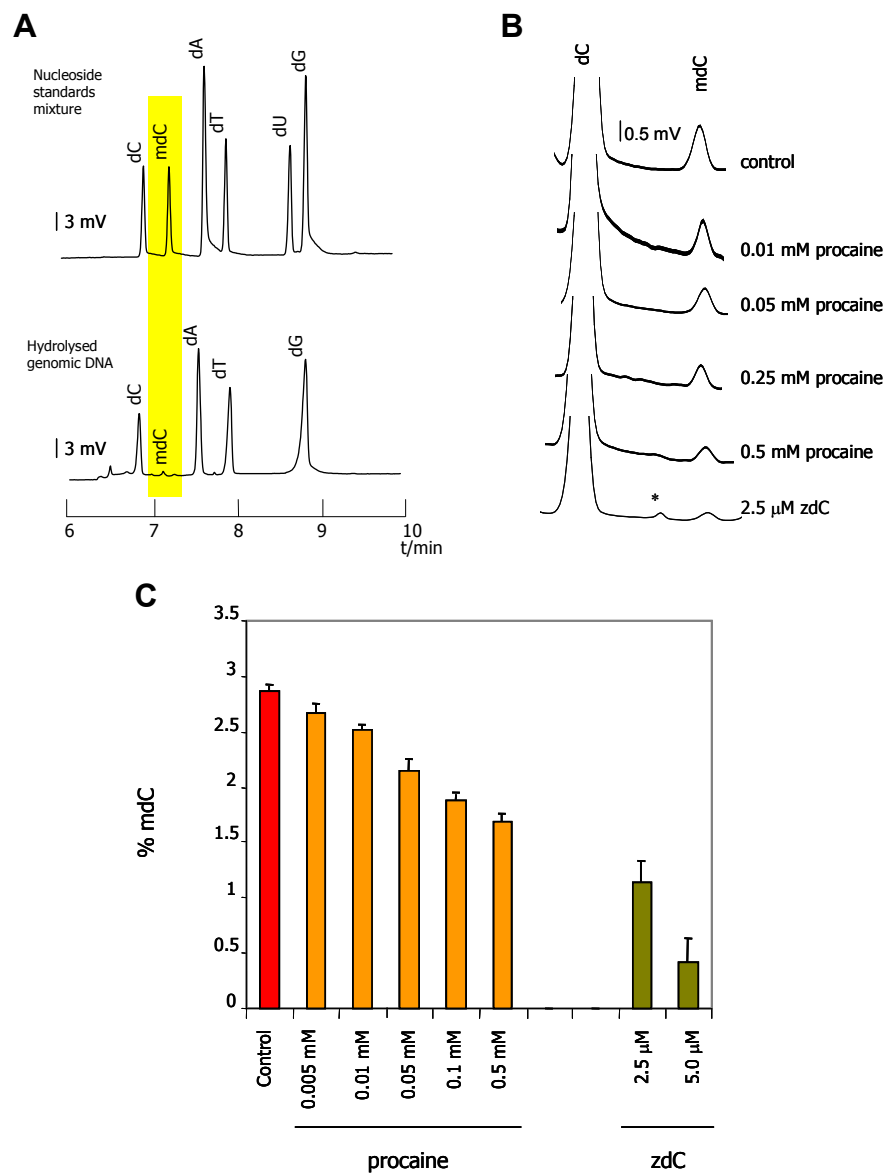 A
Nucleoside
standards
mixture
dC
mdC
dA
dT
dU
dG
3 mV
Hydrolysed
genomic DNA
dC
mdC
dA
dT
dG
3 mV
6 7 8 9 10
t/min
B
dC
mdC
0.5 mV
control
0.01 mM procaine
0.05 mM procaine
0.25 mM procaine
0.5 mM procaine
*
2.5 µM zdC
C
% mdC
3.5
3
2.5
2
1.5
1
0.5
0
Control
0.005 mM
0.01 mM
0.05 mM
0.1 mM
0.5 mM
2.5 µM
5.0 µM
procaine
zdC